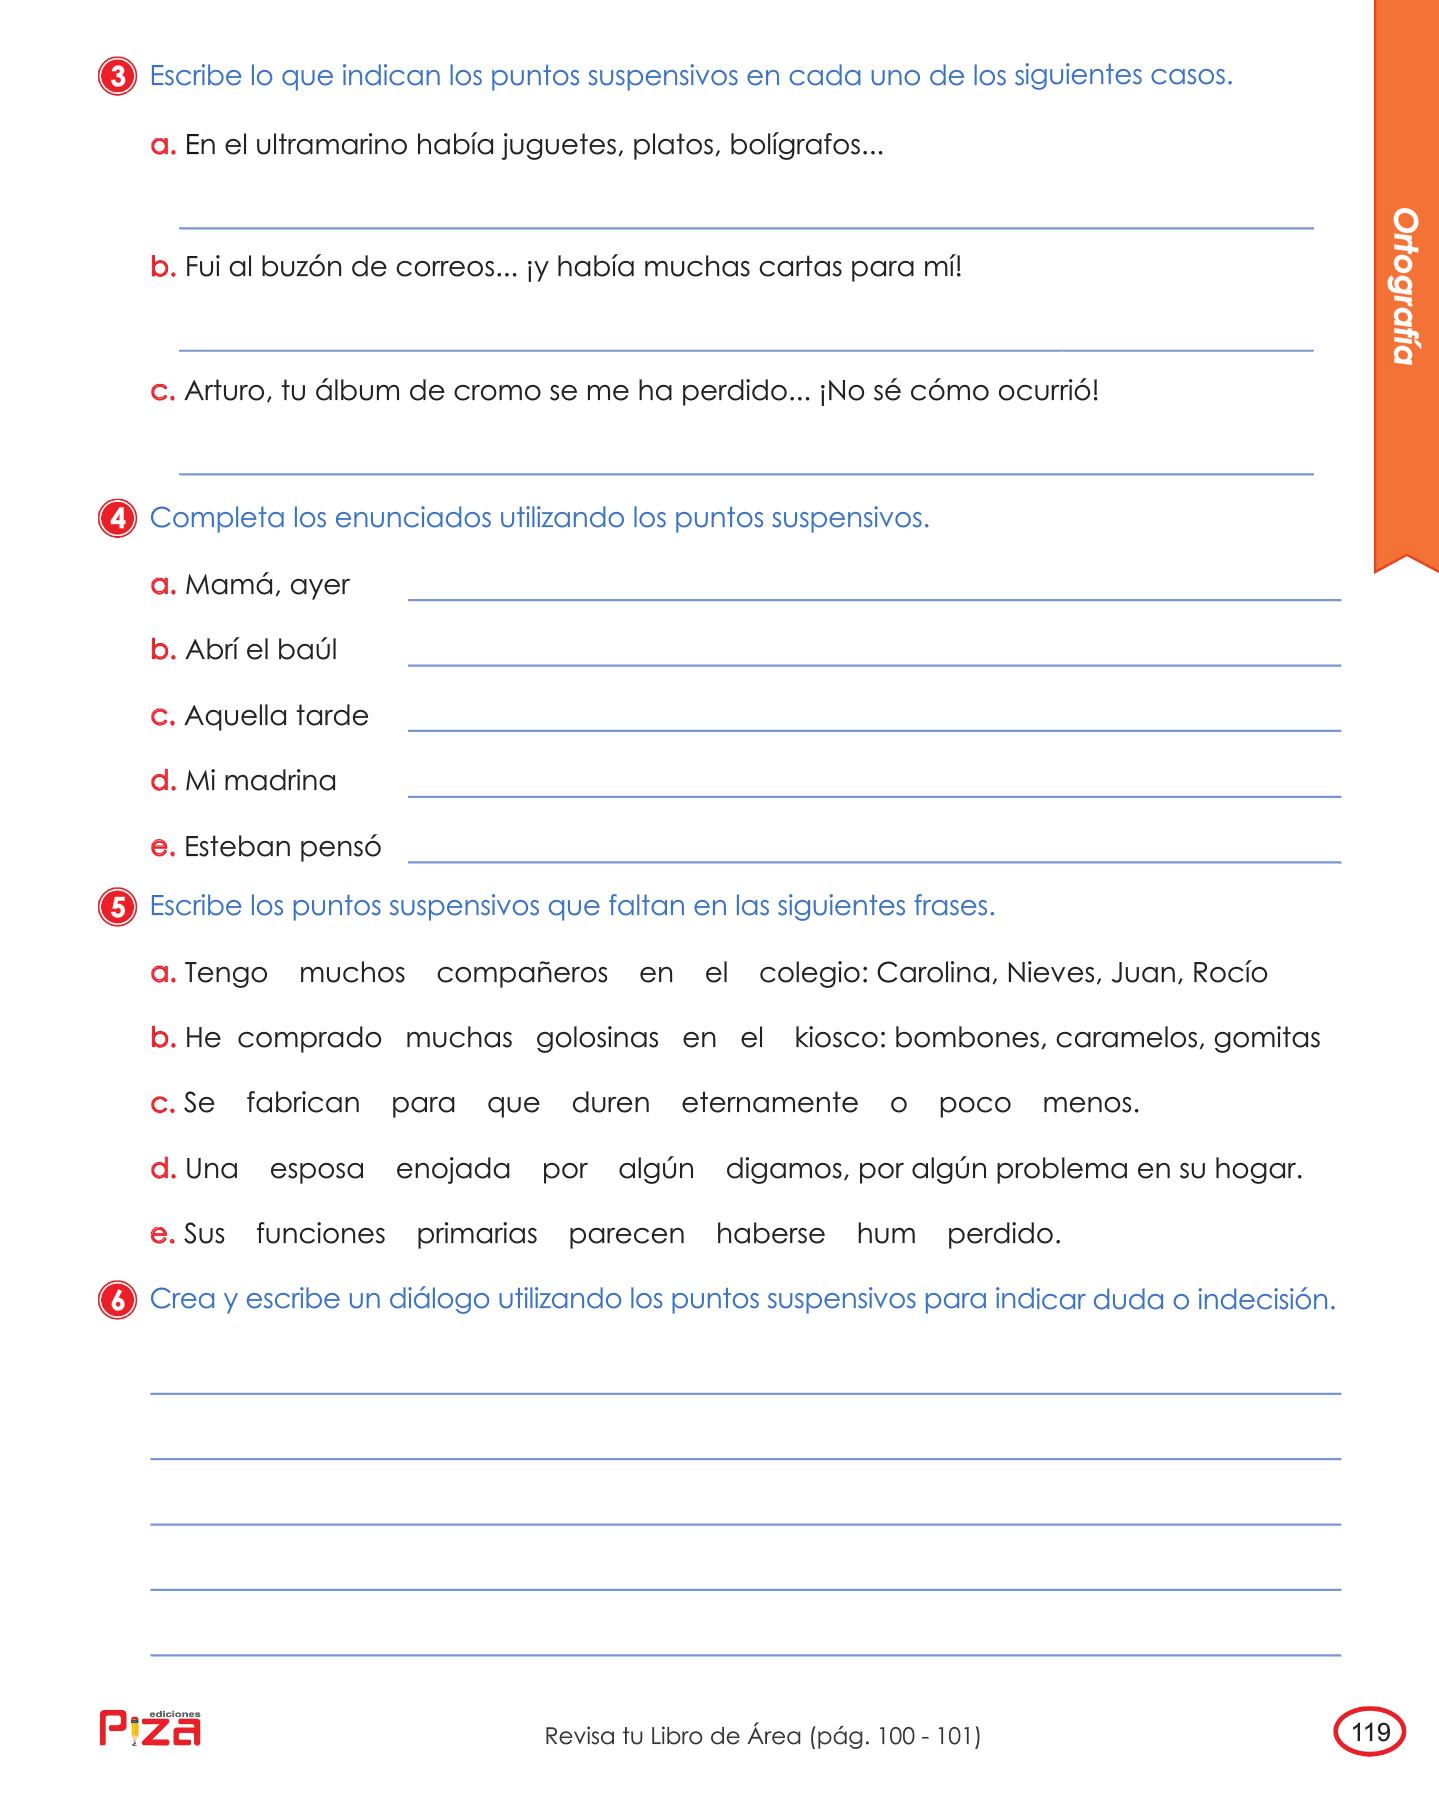 3 Escribe lo que indican los puntos suspensivos en cada uno de los siguientes casos.
a. En el ultramarino había juguetes, platos, bolígrafos...
b. Fui al buzón de correos... ¡y había muchas cartas para mí!
c. Arturo, tu álbum de cromo se me ha perdido... ¡No sé cómo ocurrió!
Ortografía
4 Completa los enunciados utilizando los puntos suspensivos.
a. Mamá, ayer
b. Abrí el baúl
c. Aquella tarde
d. Mi madrina
e. Esteban pensó
5 Escribe los puntos suspensivos que faltan en las siguientes frases.
a. Tengo muchos compañeros en el colegio: Carolina, Nieves, Juan, Rocío
b. He comprado muchas golosinas en el kiosco: bombones, caramelos, gomitas
c. Se fabrican para que duren eternamente o poco menos.
d. Una esposa enojada por algún digamos, por algún problema en su hogar.
e. Sus funciones primarias parecen haberse hum perdido.
6 Crea y escribe un diálogo utilizando los puntos suspensivos para indicar duda o indecisión.
ediciones
Piza
Revisa tu Libro de Área (pág. 100 - 101)
119